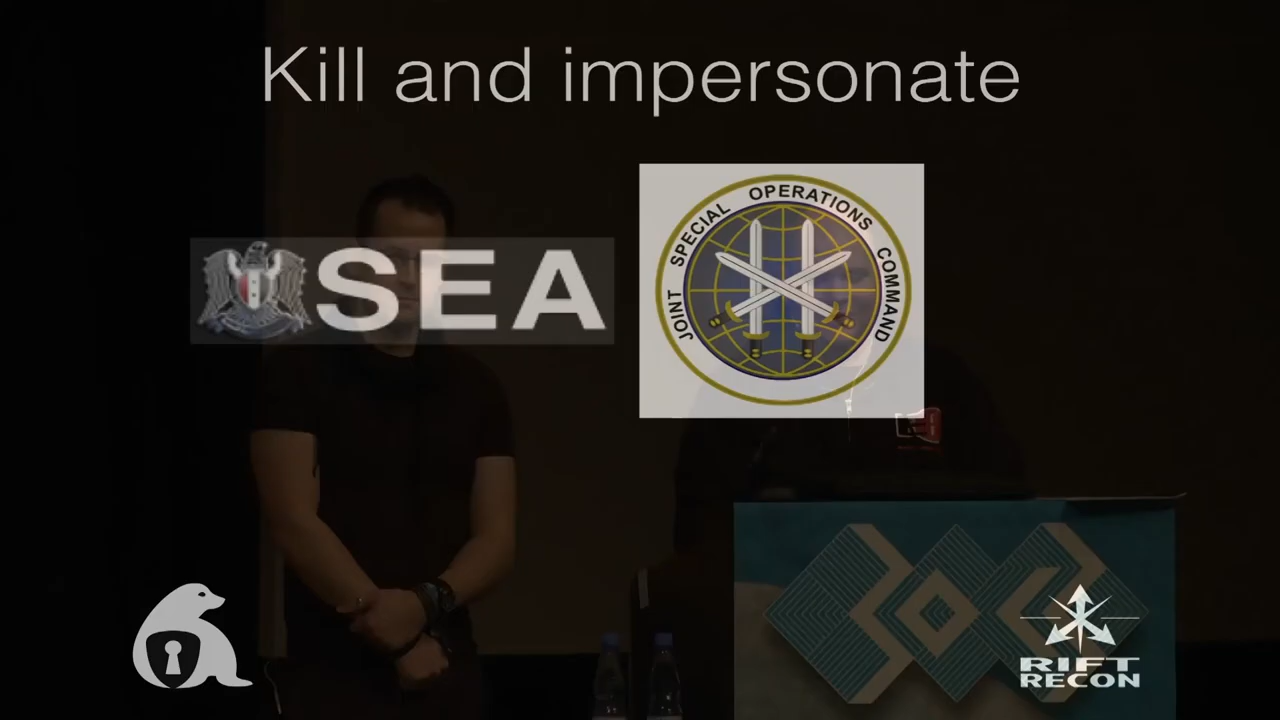 Kill and impersonate
SEA
JOINT SPECIAL OPERATIONS COMMAND
RIFT
RECON